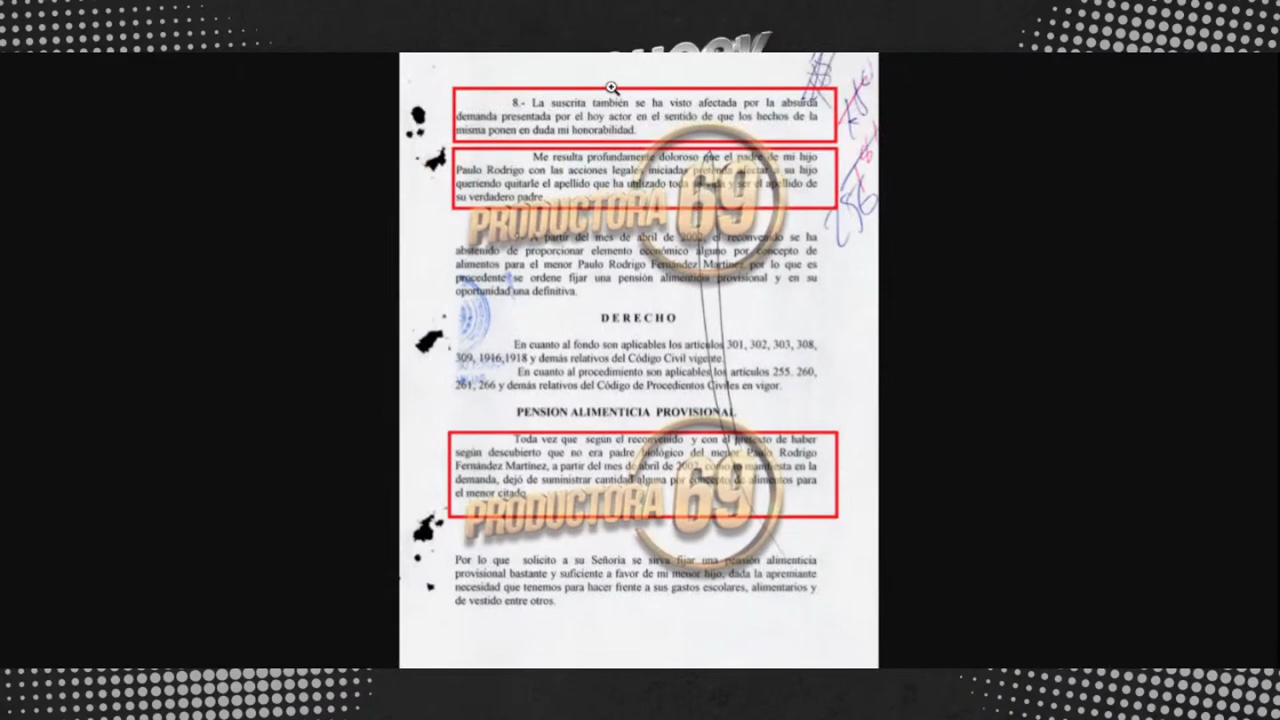 8.- La suscrita también se ha visto afectada por la absurda
demanda presentada por el hoy actor en el sentido de que los hechos de la
misma ponen en duda mi honorabilidad.
Me resulta profundamente doloroso que el padre de mi hijo
Paulo Rodrigo con las acciones legales iniciadas pretenda afectar a su hijo
queriendo quitarle el apellido que ha utilizado toda su vida y ser el apellido de
su verdadero padre.
PRODUCTORA 69
A partir del mes de abril de 2002, el reconvenido se ha
abstenido de proporcionar elemento económico alguno por concepto de
alimentos para el menor Paulo Rodrigo Fernández Martínez por lo que es
procedente se ordene fijar una pensión alimenticia provisional y en su
oportunidad una definitiva.
DERECHO
En cuanto al fondo son aplicables los artículos 301, 302, 303, 308,
309, 1916,1918 y demás relativos del Código Civil vigente.
En cuanto al procedimiento son aplicables los artículos 255. 260,
261, 266 y demás relativos del Código de Procedientos Civiles en vigor.
PENSION ALIMENTICIA PROVISIONAL
Toda vez que según el reconvenido y con el pretexto de haber
según descubierto que no era padre biológico del menor Paulo Rodrigo
Fernández Martínez, a partir del mes de abril de 2002, como lo manifiesta en la
demanda, dejó de suministrar cantidad alguna por concepto de alimentos para
el menor citado.
PRODUCTORA 69
Por lo que solicito a su Señoria se sirva fijar una pensión alimenticia
provisional bastante y suficiente a favor de mi menor hijo, dada la apremiante
necesidad que tenemos para hacer frente a sus gastos escolares, alimentarios y
de vestido entre otros.